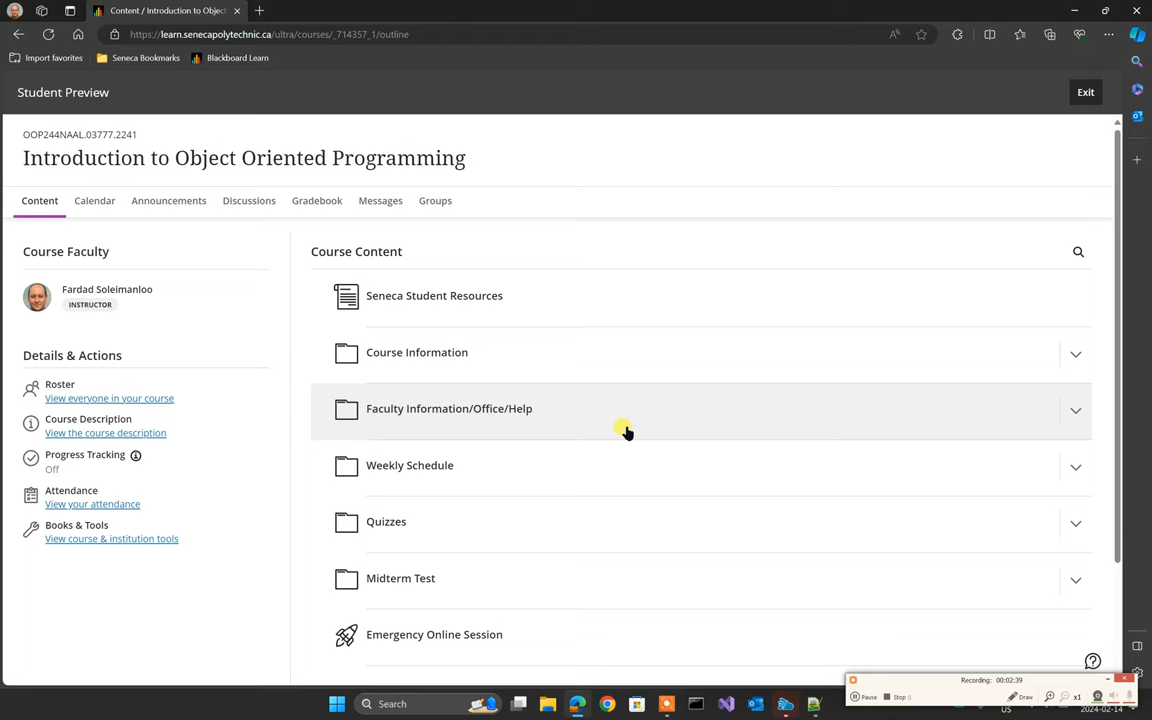 Content / Introduction to Object
https://learn.senecapolytechnic.ca/ultra/courses/_714357_1/outline
Import favorites
Seneca Bookmarks
Blackboard Learn
Student Preview
Exit
OOP244NAAL.03777.2241
Introduction to Object Oriented Programming
Content
Calendar
Announcements
Discussions
Gradebook
Messages
Groups
Course Faculty
Fardad Soleimanloo
INSTRUCTOR
Details & Actions
Roster
View everyone in your course
Course Description
View the course description
Progress Tracking
Off
Attendance
View your attendance
Books & Tools
View course & institution tools
Course Content
Seneca Student Resources
Course Information
Faculty Information/Office/Help
Weekly Schedule
Quizzes
Midterm Test
Emergency Online Session
Recording: 00:02:39
Pause
Stop
Draw
x1
Search
US
2024-02-14